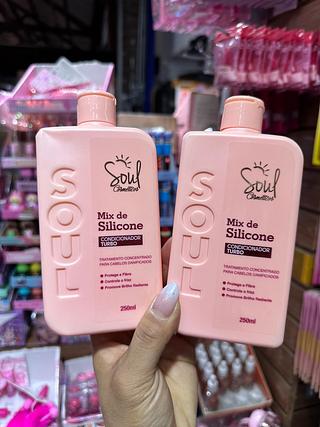 SOUL
Soul
Cosméticos
Mix de
Silicone
CONDICIONADOR
TURBO
TRATAMENTO CONCENTRADO
PARA CABELOS DANIFICADOS
Protege a Fibra
Controla o frizz
Promove Brilho Radiante
250ml
SOUL
Soul
Cosméticos
Mix de
Silicone
CONDICIONADOR
TURBO
TRATAMENTO CONCENTRADO
PARA CABELOS DANIFICADOS
Protege a Fibra
Controla o frizz
Promove Brilho Radiante
250ml